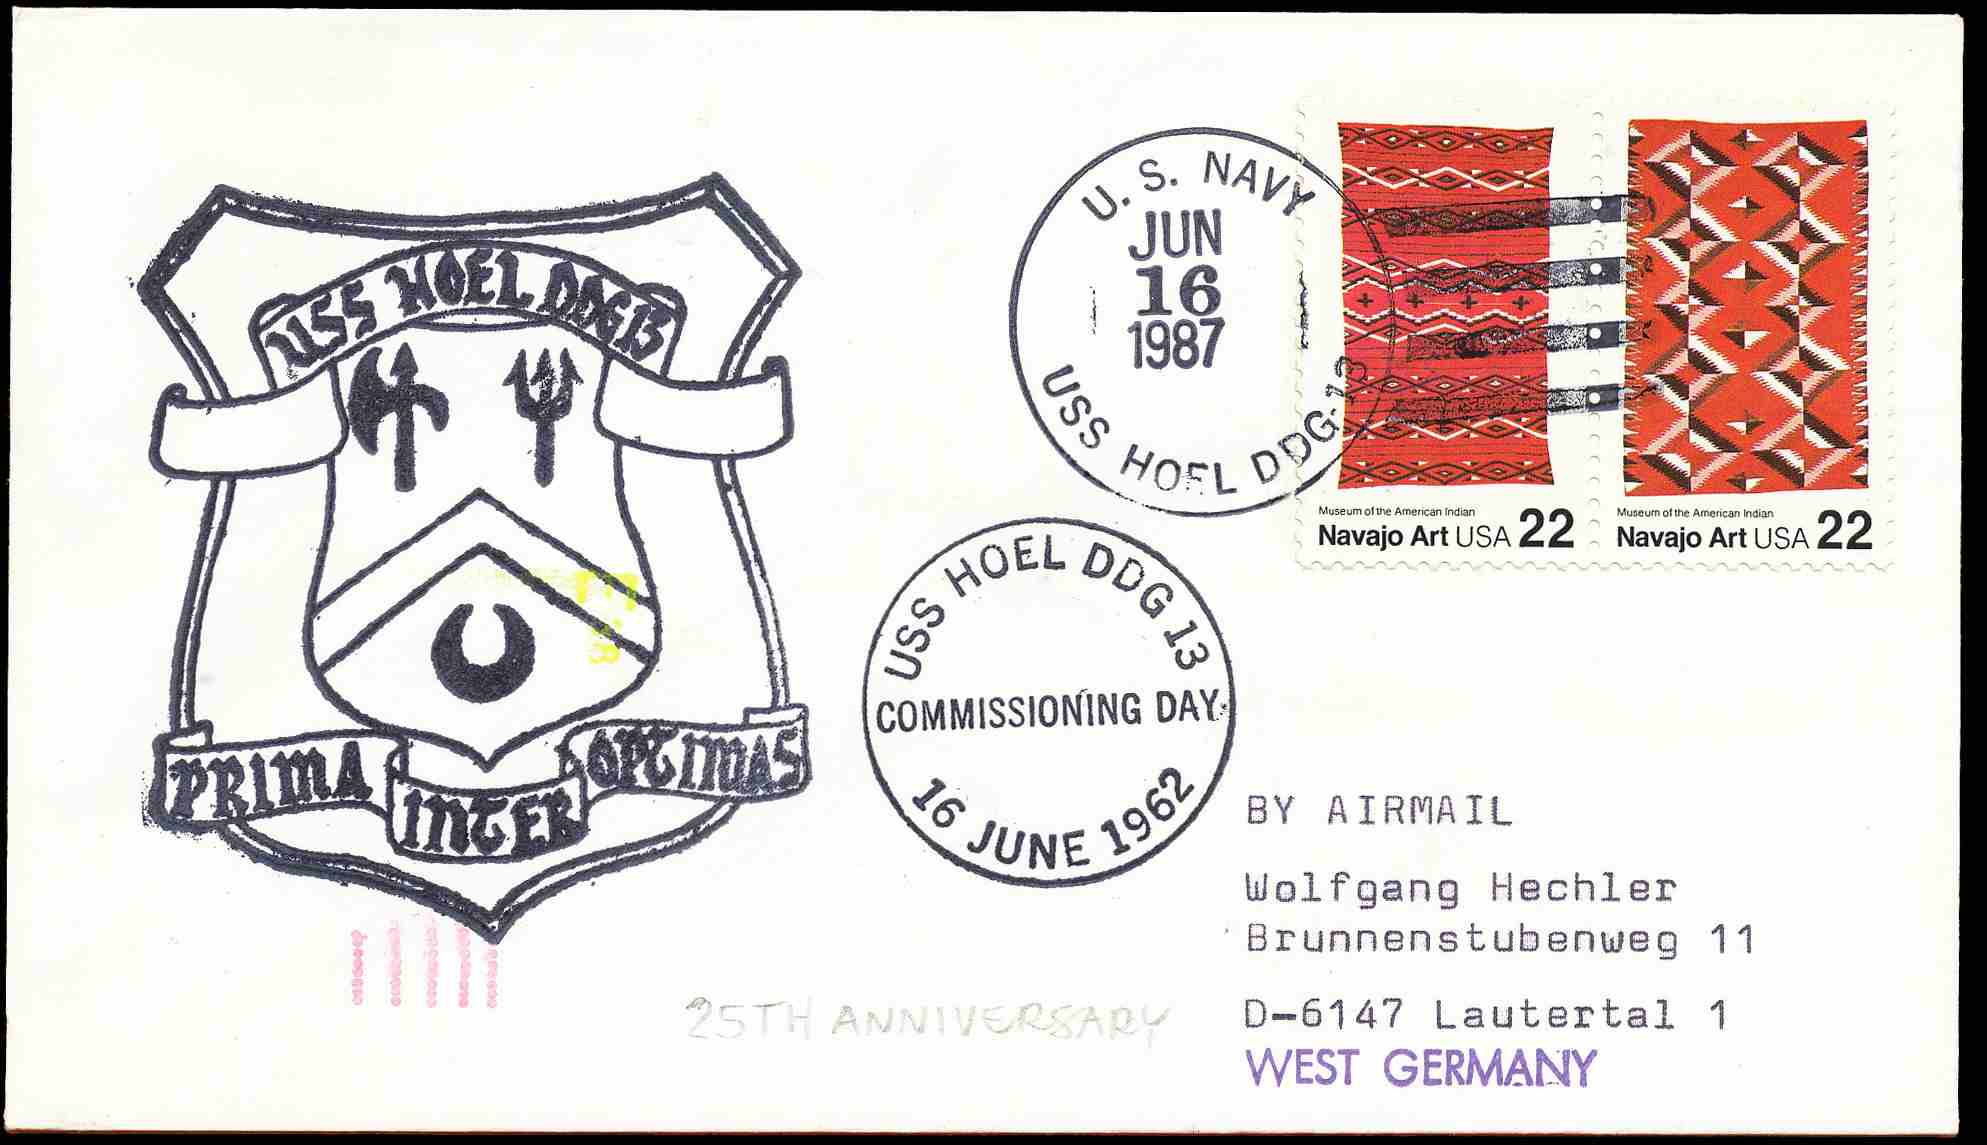 USS HOEL DDG 13
PRIMA INTER OPTIMAS
U. S. NAVY
JUN
16
1987
USS HOEL DDG-13
Museum of the American Indian
Navajo Art USA 22
Museum of the American Indian
Navajo Art USA 22
USS HOEL DDG 13
COMMISSIONING DAY
16 JUNE 1962
BY AIRMAIL
Wolfgang Hechler
Brunnenstubenweg 11
D-6147 Lautertal 1
WEST GERMANY
25TH ANNIVERSARY